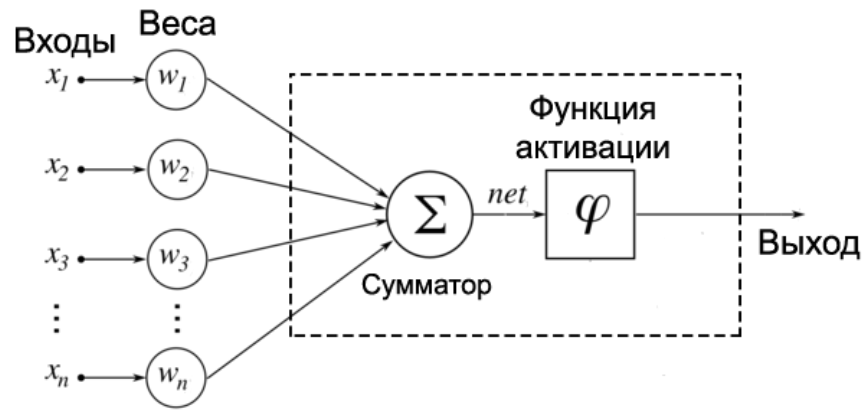 Входы
Веса
x1
w1
x2
w2
x3
w3
⋮
⋮
xn
wn
Σ
Сумматор
net
Функция
активации
φ
Выход